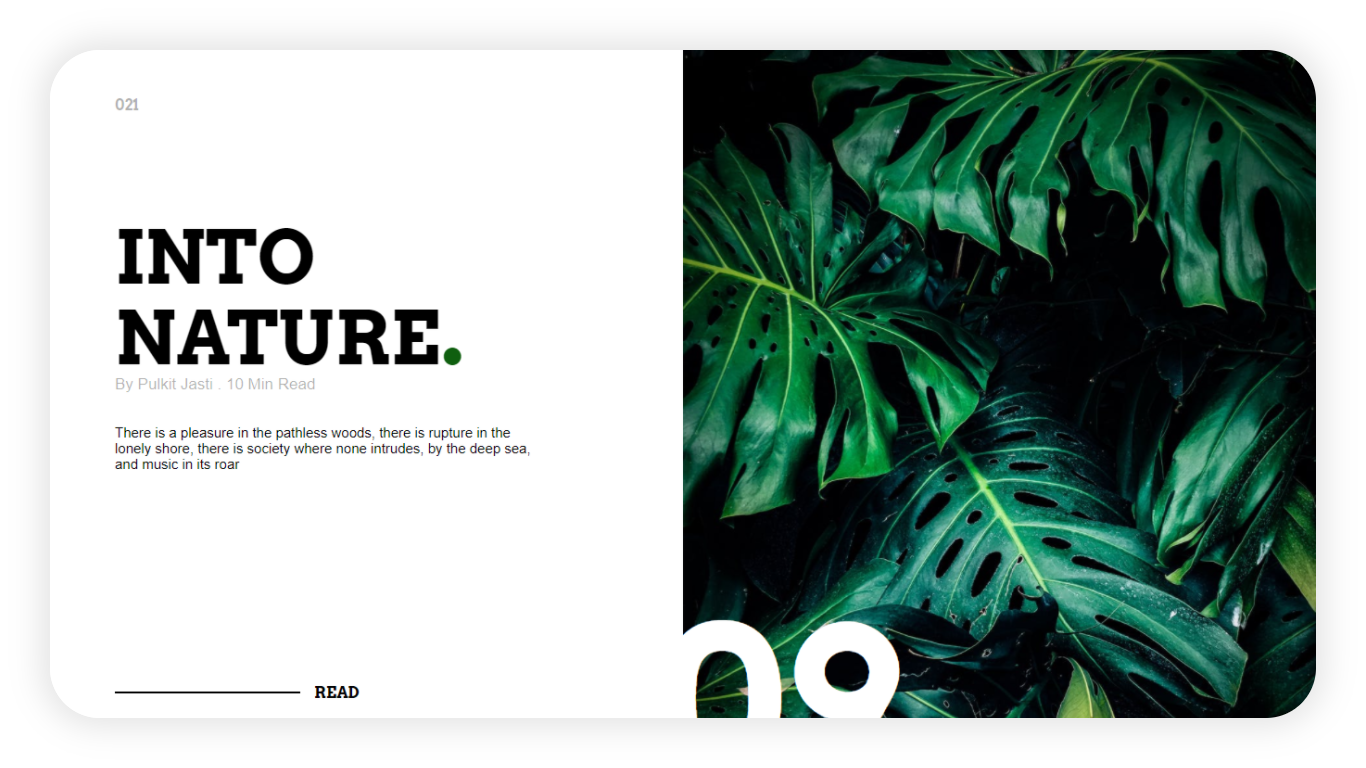 021
INTO
NATURE.
By Pulkit Jasti . 10 Min Read
There is a pleasure in the pathless woods, there is rupture in the
lonely shore, there is society where none intrudes, by the deep sea,
and music in its roar
READ
09